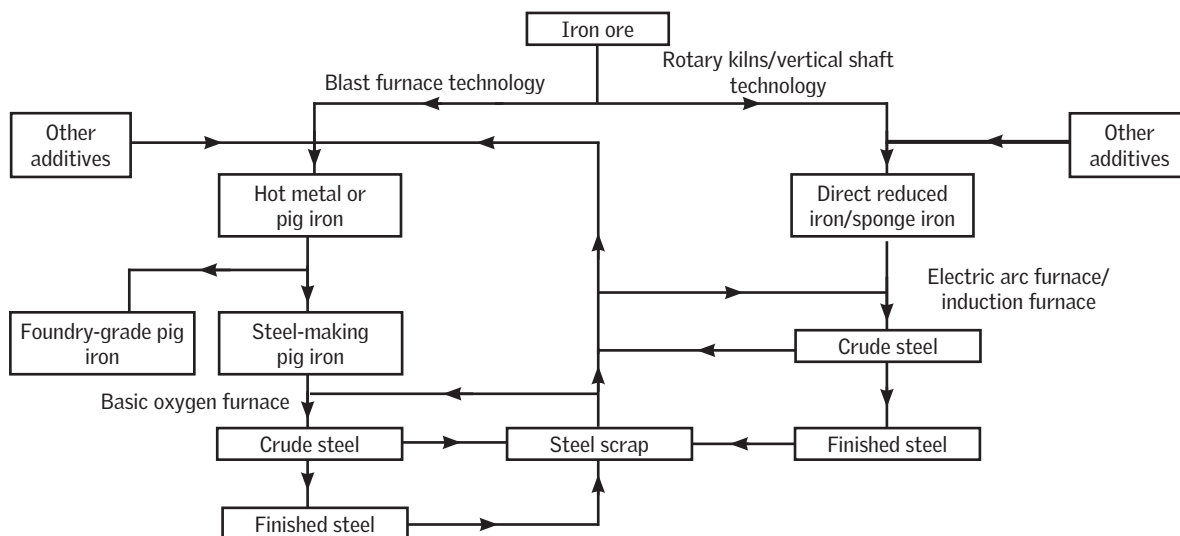 Iron ore
Rotary kilns/vertical shaft
technology
Blast furnace technology
Other
additives
Other
additives
Hot metal or
pig iron
Direct reduced
iron/sponge iron
Electric arc furnace/
induction furnace
Foundry-grade pig
iron
Steel-making
pig iron
Crude steel
Basic oxygen furnace
Crude steel
Steel scrap
Finished steel
Finished steel